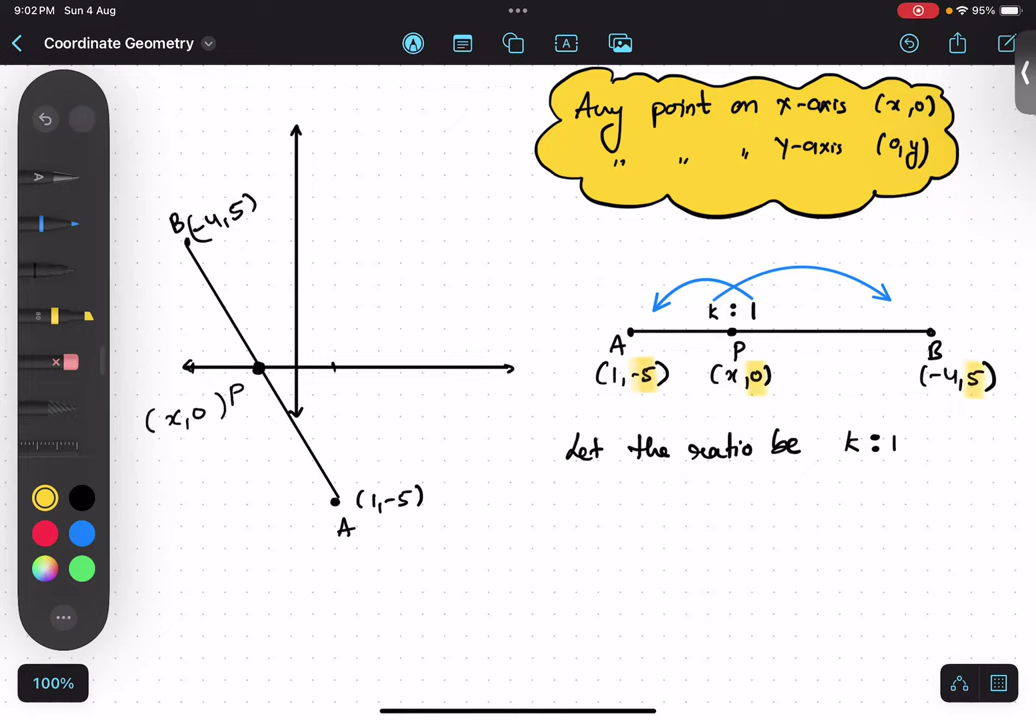 9:02 PM Sun 4 Aug
95%
Coordinate Geometry
A
Any point on x-axis (x,0)
" " " Y-axis (0,y)
B(-4,5)
P
(x,0)
(1,-5)
A
k : 1
A P B
(1,-5) (x,0) (-4,5)
Let the ratio be k : 1
A
80
100%